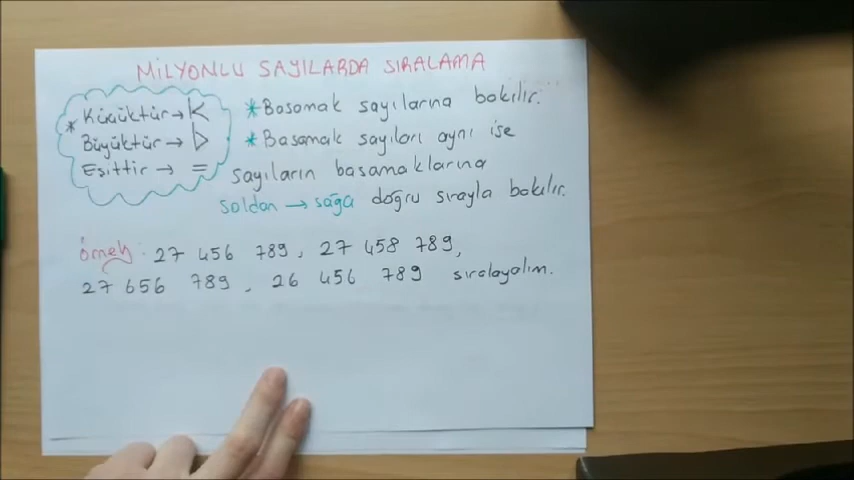 MİLYONLU SAYILARDA SIRALAMA
* Küçüktür → <
Büyüktür → >
Eşittir → =
* Basamak sayılarına bakılır.
* Basamak sayıları aynı ise
sayıların basamaklarına
soldan → sağa doğru sırayla bakılır.
Örnek: 27 456 789, 27 458 789,
27 656 789, 26 456 789 sıralayalım.